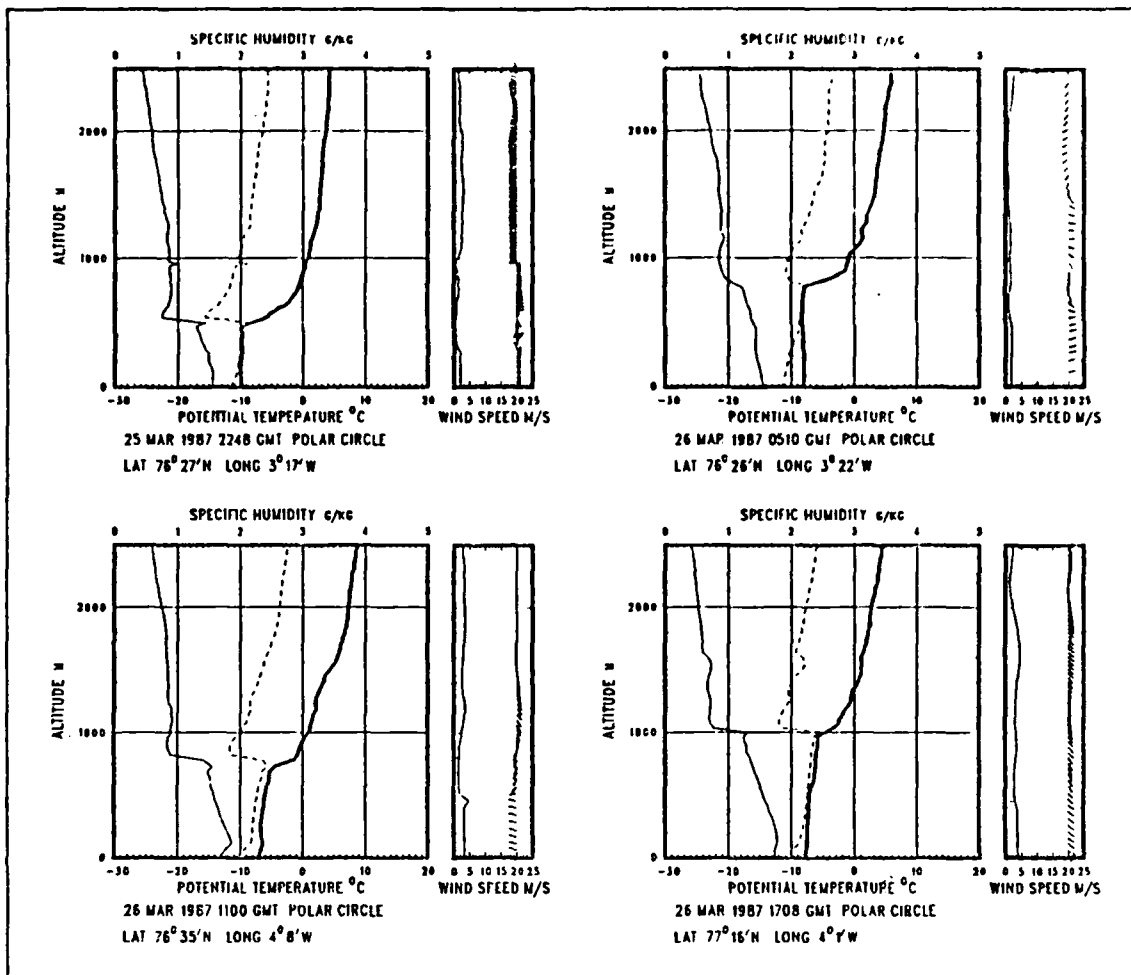 SPECIFIC HUMIDITY G/KG
0 1 2 3 4 5
2000
1000
0
ALTITUDE M
-30 -20 -10 0 10 20
0 5 10 15 20 25
POTENTIAL TEMPERATURE °C
WIND SPEED M/S
25 MAR 1987 2248 GMT POLAR CIRCLE
LAT 76° 27'N LONG 3° 17'W
SPECIFIC HUMIDITY G/KG
0 1 2 3 4 5
2000
1000
0
ALTITUDE M
-30 -20 -10 0 10 20
0 5 10 15 20 25
POTENTIAL TEMPERATURE °C
WIND SPEED M/S
26 MAR 1987 0510 GMT POLAR CIRCLE
LAT 76° 26'N LONG 3° 22'W
SPECIFIC HUMIDITY G/KG
0 1 2 3 4 5
2000
1000
0
ALTITUDE M
-30 -20 -10 0 10 20
0 5 10 15 20 25
POTENTIAL TEMPERATURE °C
WIND SPEED M/S
26 MAR 1987 1100 GMT POLAR CIRCLE
LAT 76° 35'N LONG 4° 8'W
SPECIFIC HUMIDITY G/KG
0 1 2 3 4 5
2000
1000
0
ALTITUDE M
-30 -20 -10 0 10 20
0 5 10 15 20 25
POTENTIAL TEMPERATURE °C
WIND SPEED M/S
26 MAR 1987 1708 GMT POLAR CIRCLE
LAT 77° 16'N LONG 4° 1'W